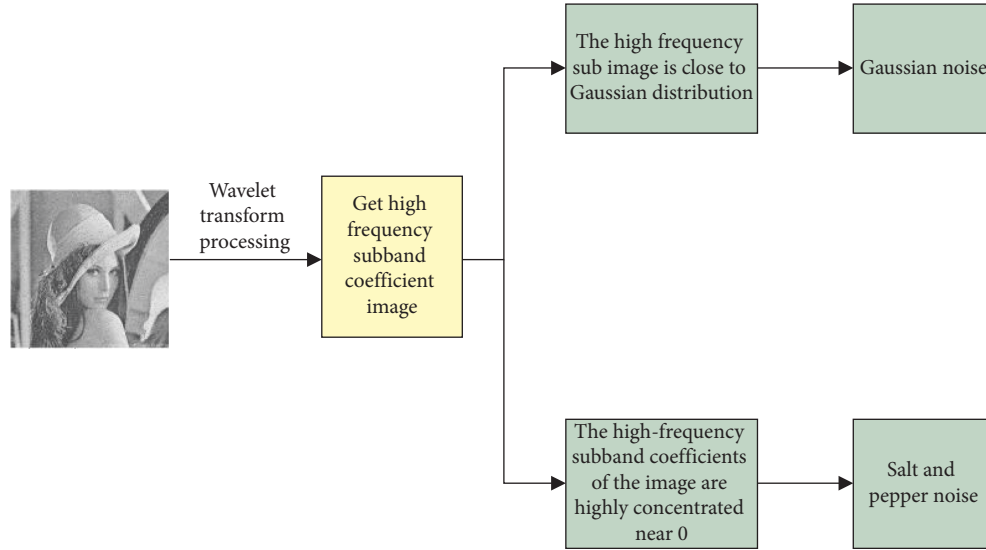 Wavelet
transform
processing
Get high
frequency
subband
coefficient
image
The high frequency
sub image is close to
Gaussian distribution
Gaussian noise
The high-frequency
subband coefficients
of the image are
highly concentrated
near 0
Salt and
pepper noise